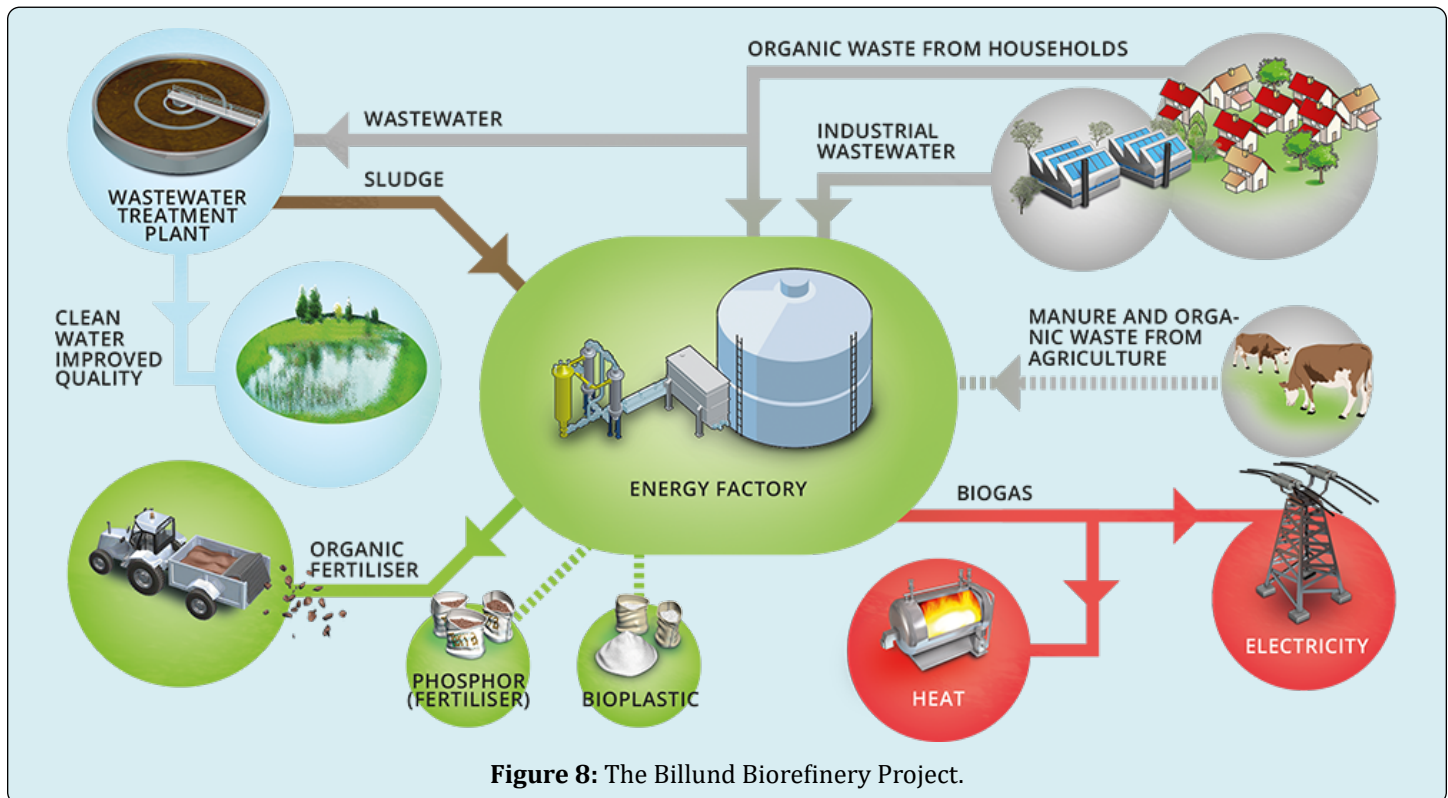 ORGANIC WASTE FROM HOUSEHOLDS
WASTEWATER
INDUSTRIAL
WASTEWATER
SLUDGE
WASTEWATER
TREATMENT
PLANT
CLEAN
WATER
IMPROVED
QUALITY
MANURE AND ORGA-
NIC WASTE FROM
AGRICULTURE
ENERGY FACTORY
BIOGAS
ORGANIC
FERTILISER
PHOSPHOR
(FERTILISER)
BIOPLASTIC
HEAT
ELECTRICITY
Figure 8: The Billund Biorefinery Project.